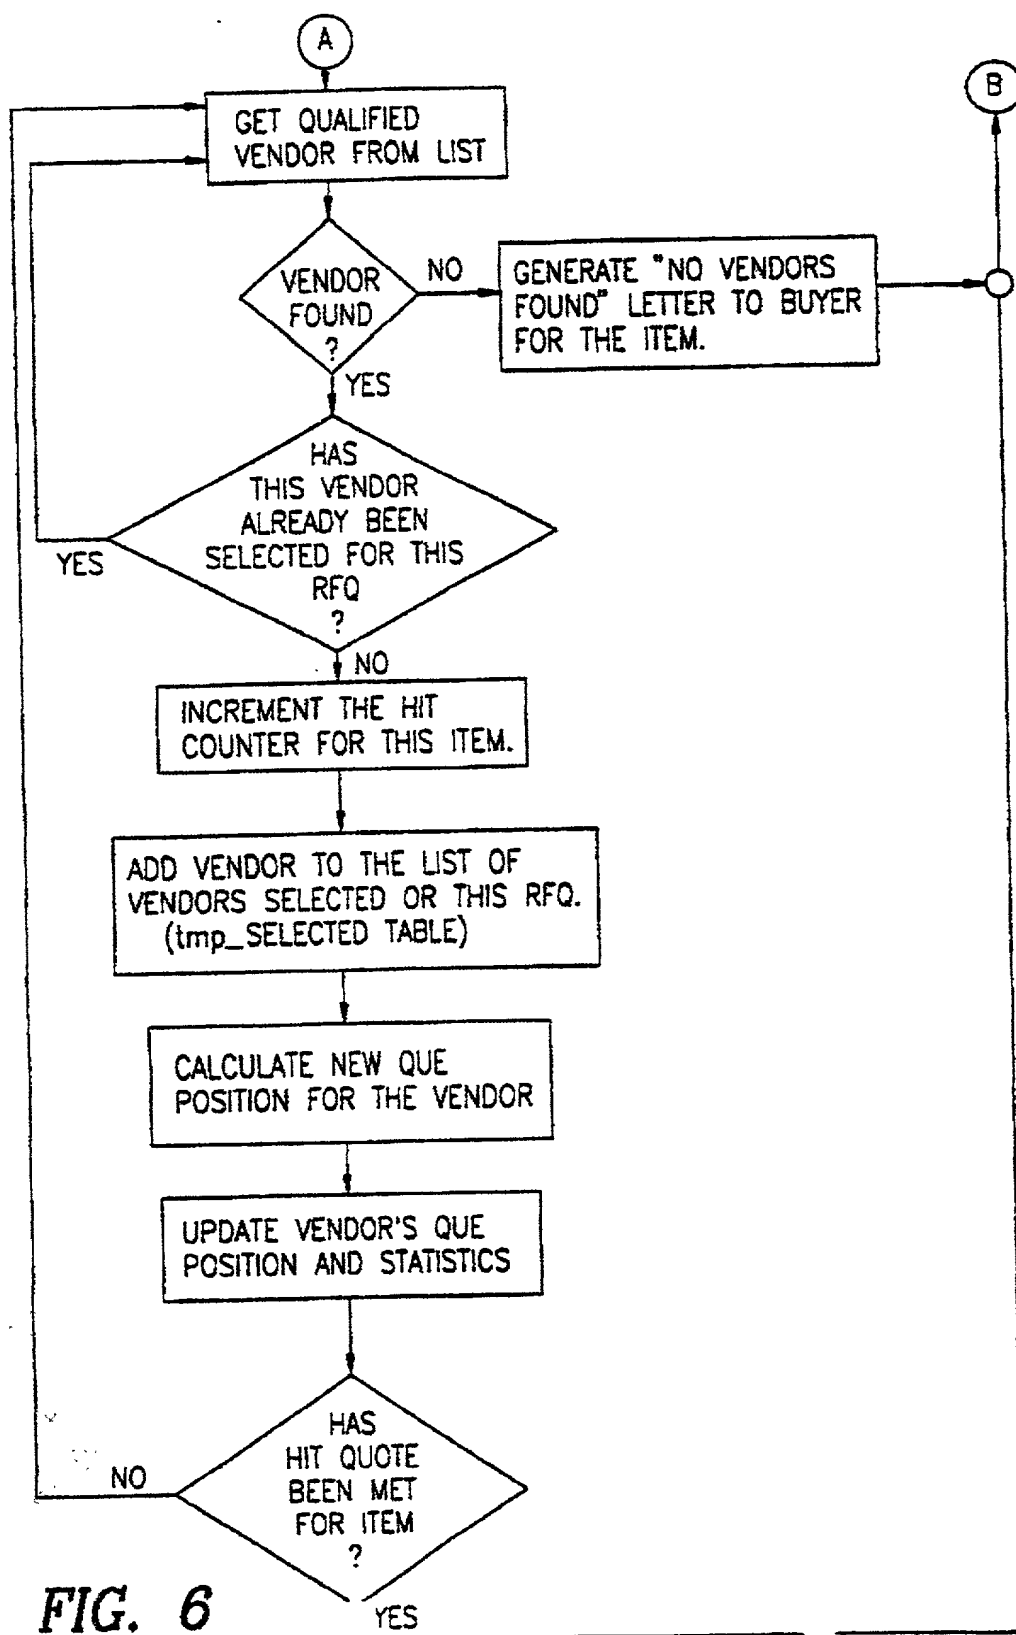 A
B
GET QUALIFIED
VENDOR FROM LIST
VENDOR
FOUND
?
NO
GENERATE "NO VENDORS
FOUND" LETTER TO BUYER
FOR THE ITEM.
YES
HAS
THIS VENDOR
ALREADY BEEN
SELECTED FOR THIS
RFQ
?
YES
NO
INCREMENT THE HIT
COUNTER FOR THIS ITEM.
ADD VENDOR TO THE LIST OF
VENDORS SELECTED OR THIS RFQ.
(tmp_SELECTED TABLE)
CALCULATE NEW QUE
POSITION FOR THE VENDOR
UPDATE VENDOR'S QUE
POSITION AND STATISTICS
HAS
HIT QUOTE
BEEN MET
FOR ITEM
?
NO
YES
FIG. 6